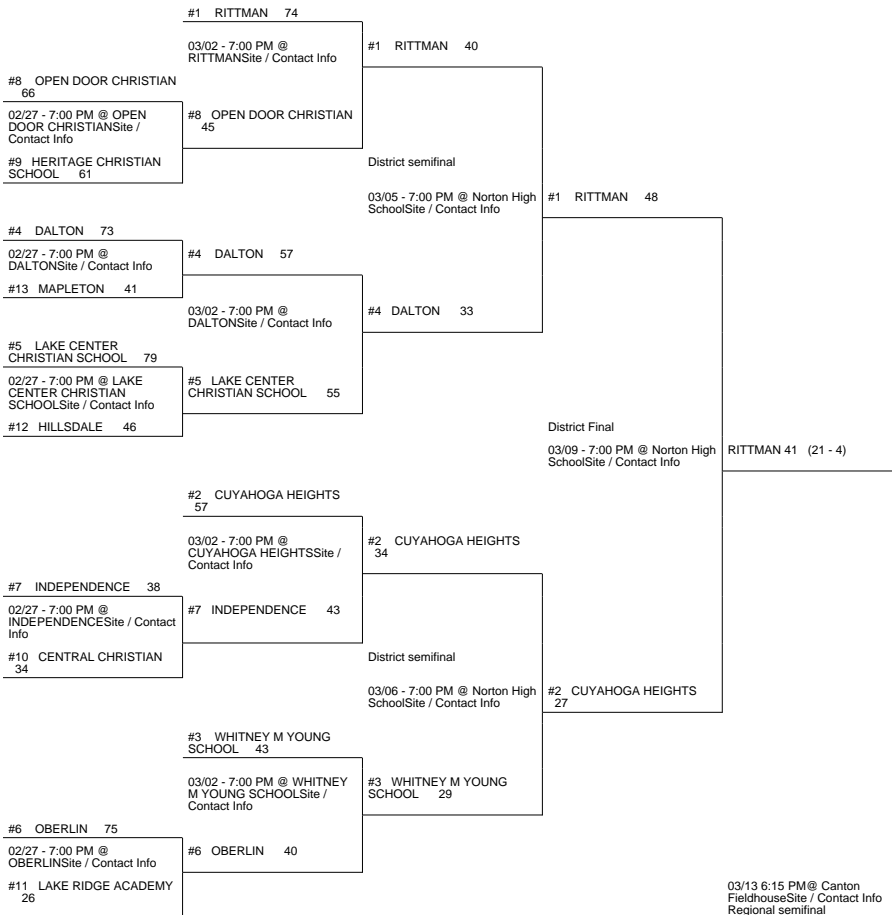 #1 RITTMAN 74
03/02 - 7:00 PM @
RITTMANSite / Contact Info
#1 RITTMAN 40
#8 OPEN DOOR CHRISTIAN
66
02/27 - 7:00 PM @ OPEN
DOOR CHRISTIANSite /
Contact Info
#8 OPEN DOOR CHRISTIAN
45
#9 HERITAGE CHRISTIAN
SCHOOL 61
District semifinal
03/05 - 7:00 PM @ Norton High
SchoolSite / Contact Info
#1 RITTMAN 48
#4 DALTON 73
02/27 - 7:00 PM @
DALTONSite / Contact Info
#4 DALTON 57
#13 MAPLETON 41
03/02 - 7:00 PM @
DALTONSite / Contact Info
#4 DALTON 33
#5 LAKE CENTER
CHRISTIAN SCHOOL 79
02/27 - 7:00 PM @ LAKE
CENTER CHRISTIAN
SCHOOLSite / Contact Info
#5 LAKE CENTER
CHRISTIAN SCHOOL 55
#12 HILLSDALE 46
District Final
03/09 - 7:00 PM @ Norton High
SchoolSite / Contact Info
RITTMAN 41 (21 - 4)
#2 CUYAHOGA HEIGHTS
57
03/02 - 7:00 PM @
CUYAHOGA HEIGHTSSite /
Contact Info
#2 CUYAHOGA HEIGHTS
34
#7 INDEPENDENCE 38
02/27 - 7:00 PM @
INDEPENDENCESite / Contact
Info
#7 INDEPENDENCE 43
#10 CENTRAL CHRISTIAN
34
District semifinal
03/06 - 7:00 PM @ Norton High
SchoolSite / Contact Info
#2 CUYAHOGA HEIGHTS
27
#3 WHITNEY M YOUNG
SCHOOL 43
03/02 - 7:00 PM @ WHITNEY
M YOUNG SCHOOLSite /
Contact Info
#3 WHITNEY M YOUNG
SCHOOL 29
#6 OBERLIN 75
02/27 - 7:00 PM @
OBERLINSite / Contact Info
#6 OBERLIN 40
#11 LAKE RIDGE ACADEMY
26
03/13 6:15 PM@ Canton
FieldhouseSite / Contact Info
Regional semifinal